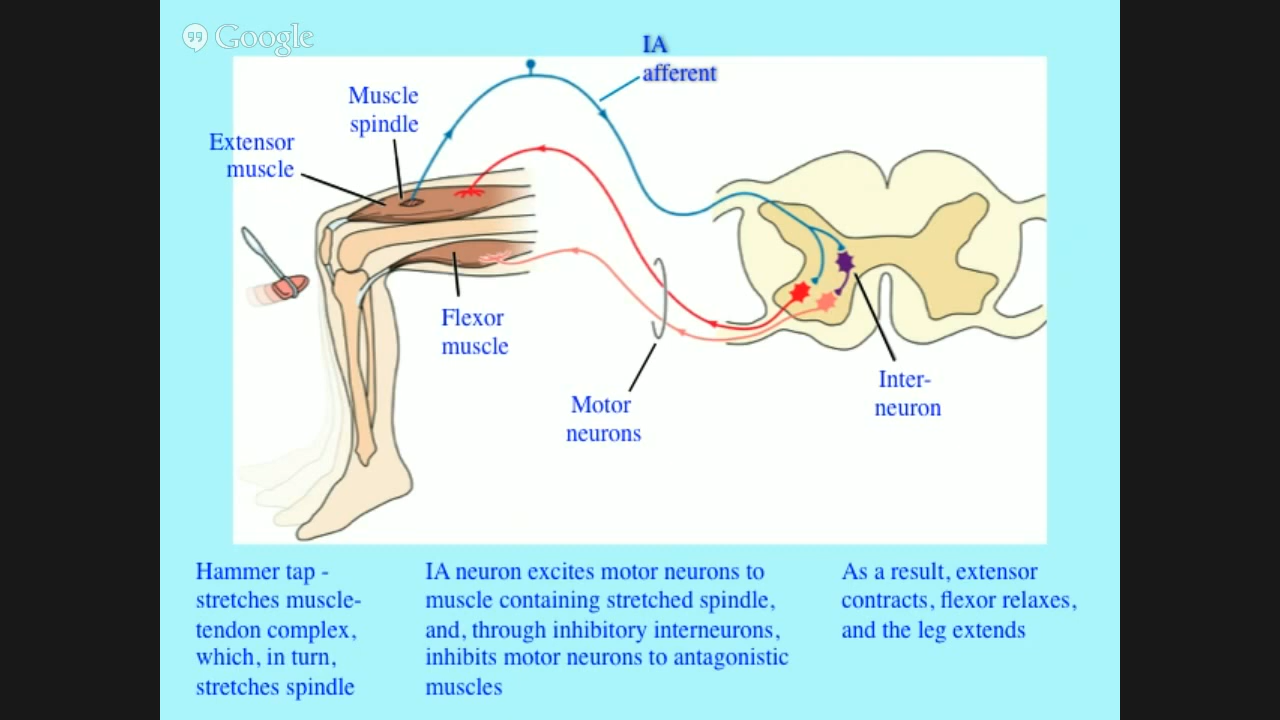 Google
IA
afferent
Muscle
spindle
Extensor
muscle
Flexor
muscle
Motor
neurons
Inter-
neuron
Hammer tap -
stretches muscle-
tendon complex,
which, in turn,
stretches spindle
IA neuron excites motor neurons to
muscle containing stretched spindle,
and, through inhibitory interneurons,
inhibits motor neurons to antagonistic
muscles
As a result, extensor
contracts, flexor relaxes,
and the leg extends